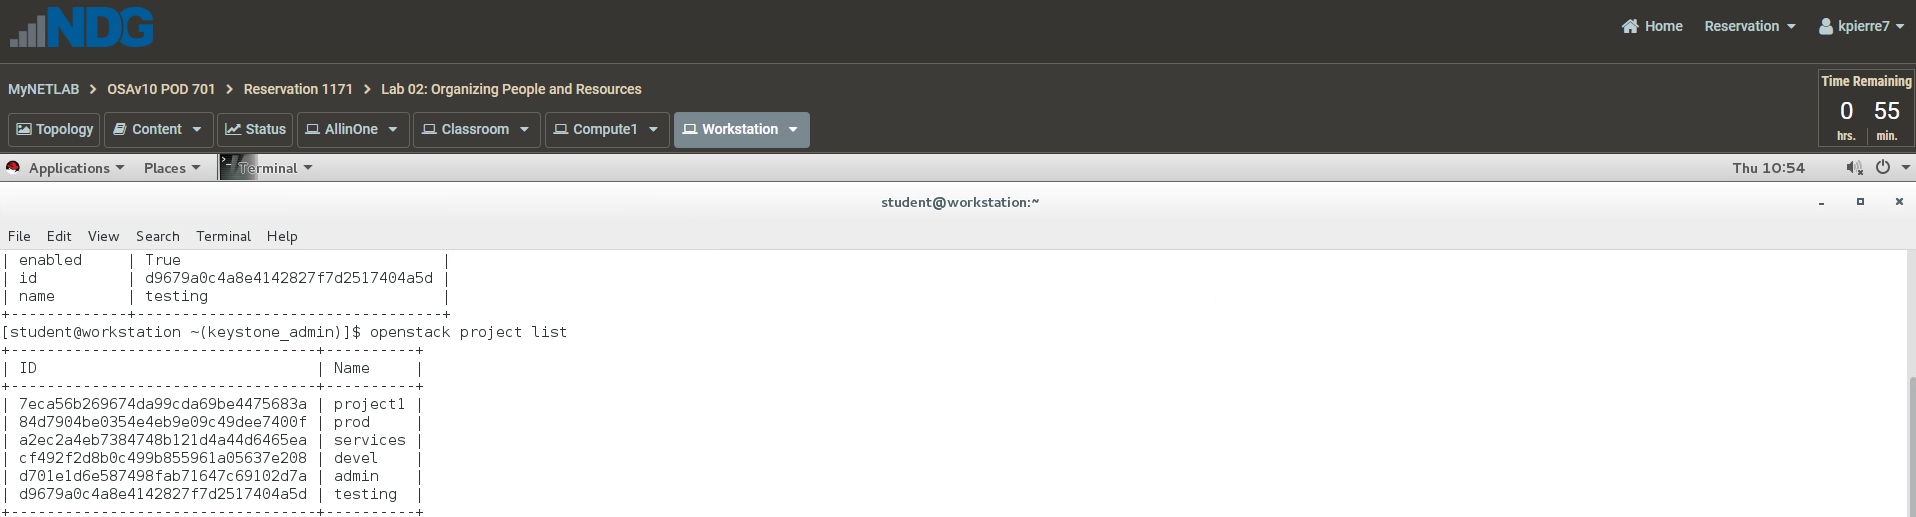 NDG
Home Reservation kpierre7
MyNETLAB > OSAv10 POD 701 > Reservation 1171 > Lab 02: Organizing People and Resources
Time Remaining
0 55
hrs. min.
Topology Content Status AllinOne Classroom Compute1 Workstation
Applications Places Terminal Thu 10:54
student@workstation:~
File Edit View Search Terminal Help
| enabled     | True                             |
| id          | d9679a0c4a8e4142827f7d2517404a5d |
| name        | testing                          |
+-------------+----------------------------------+
[student@workstation ~(keystone_admin)]$ openstack project list
+----------------------------------+----------+
| ID                               | Name     |
+----------------------------------+----------+
| 7eca56b269674da99cda69be4475683a | project1 |
| 84d7904be0354e4eb9e09c49dee7400f | prod     |
| a2ec2a4eb7384748b121d4a44d6465ea | services |
| cf492f2d8b0c499b855961a05637e208 | devel    |
| d701e1d6e587498fab71647c69102d7a | admin    |
| d9679a0c4a8e4142827f7d2517404a5d | testing  |
+----------------------------------+----------+